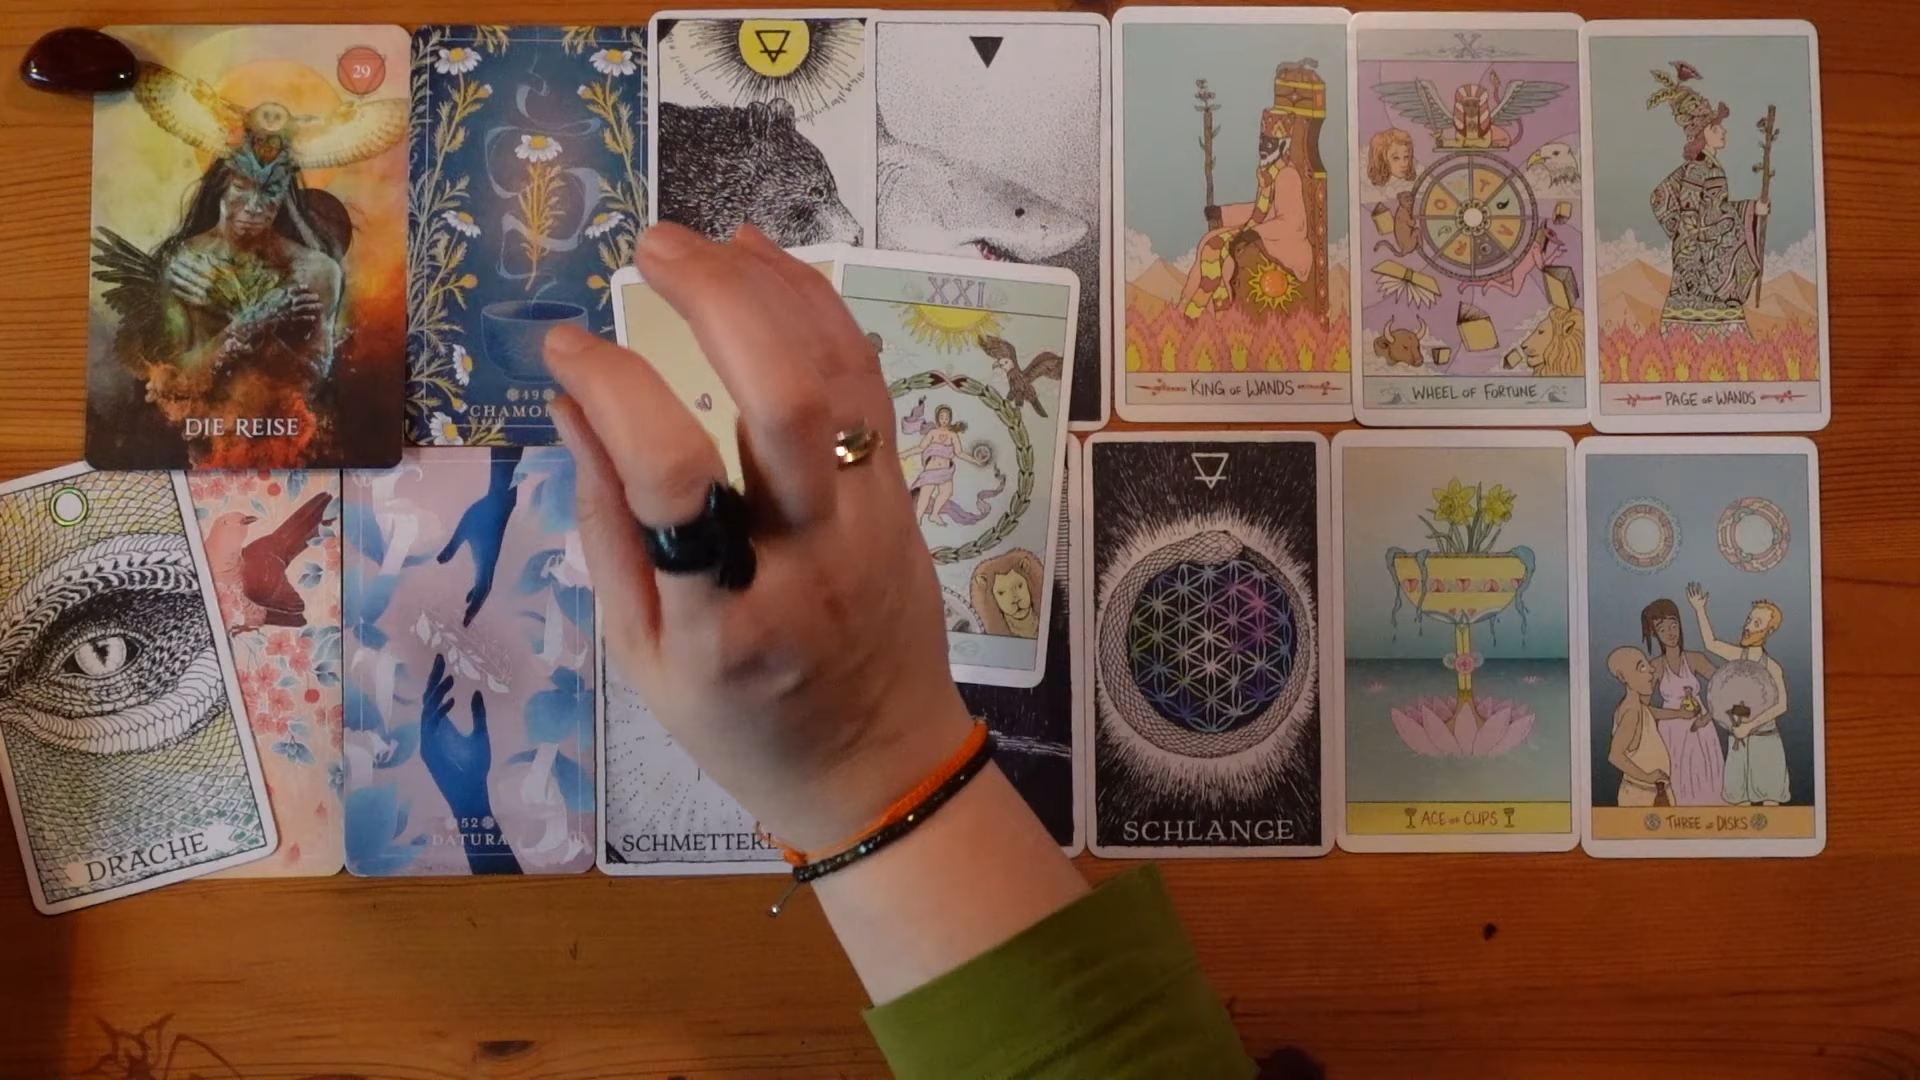 29
DIE REISE
49
CHAMOM
XXI
KING OF WANDS
X
WHEEL OF FORTUNE
PAGE OF WANDS
DRACHE
52
DATURA
SCHMETTERL
SCHLANGE
ACE OF CUPS
THREE OF DISKS